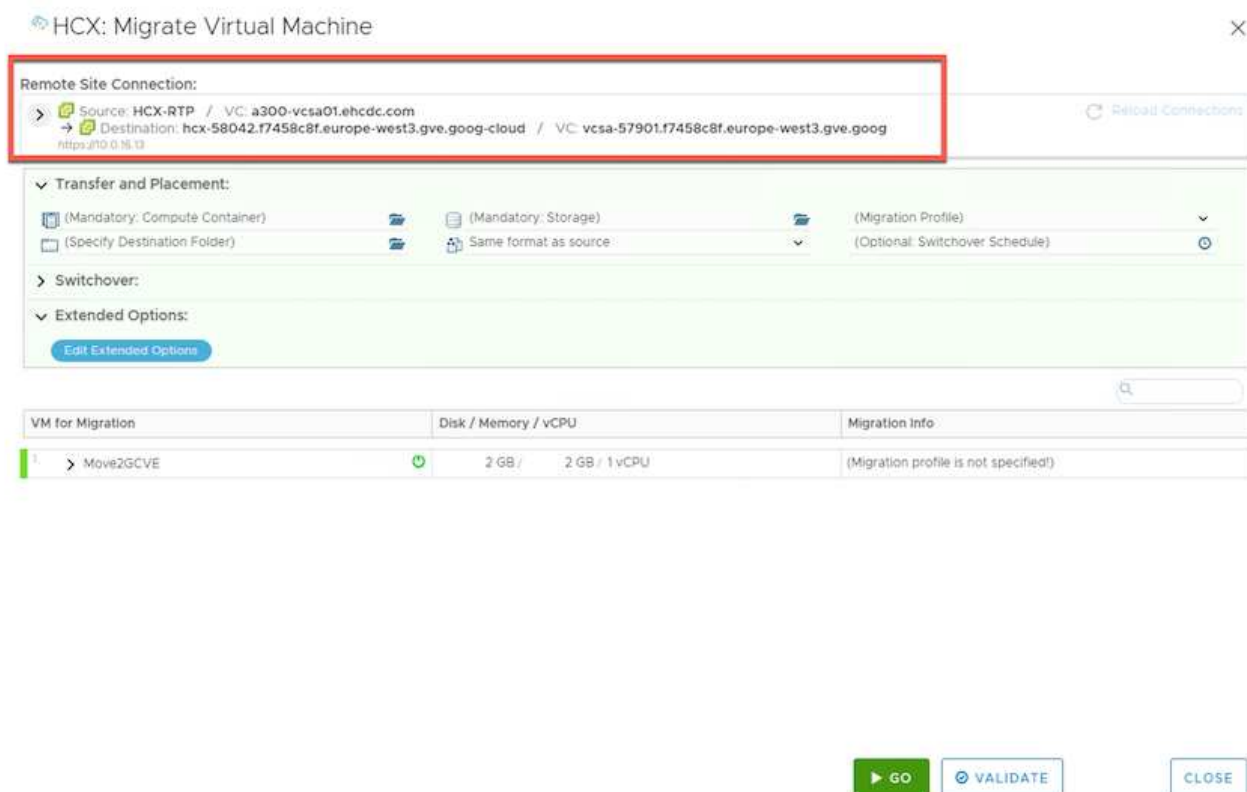 HCX: Migrate Virtual Machine
Remote Site Connection:
Source: HCX-RTP / VC: a300-vcsa01.ehcdc.com
→ Destination: hcx-58042.f7458c8f.europe-west3.gve.goog-cloud / VC: vcsa-57901.f7458c8f.europe-west3.gve.goog
https://10.0.16.13
Reload Connections
Transfer and Placement:
(Mandatory: Compute Container) (Mandatory: Storage) (Migration Profile)
(Specify Destination Folder) Same format as source (Optional: Switchover Schedule)
Switchover:
Extended Options:
Edit Extended Options
VM for Migration Disk / Memory / vCPU Migration Info
1 Move2GCVE 2 GB / 2 GB / 1 vCPU (Migration profile is not specified!)
GO VALIDATE CLOSE